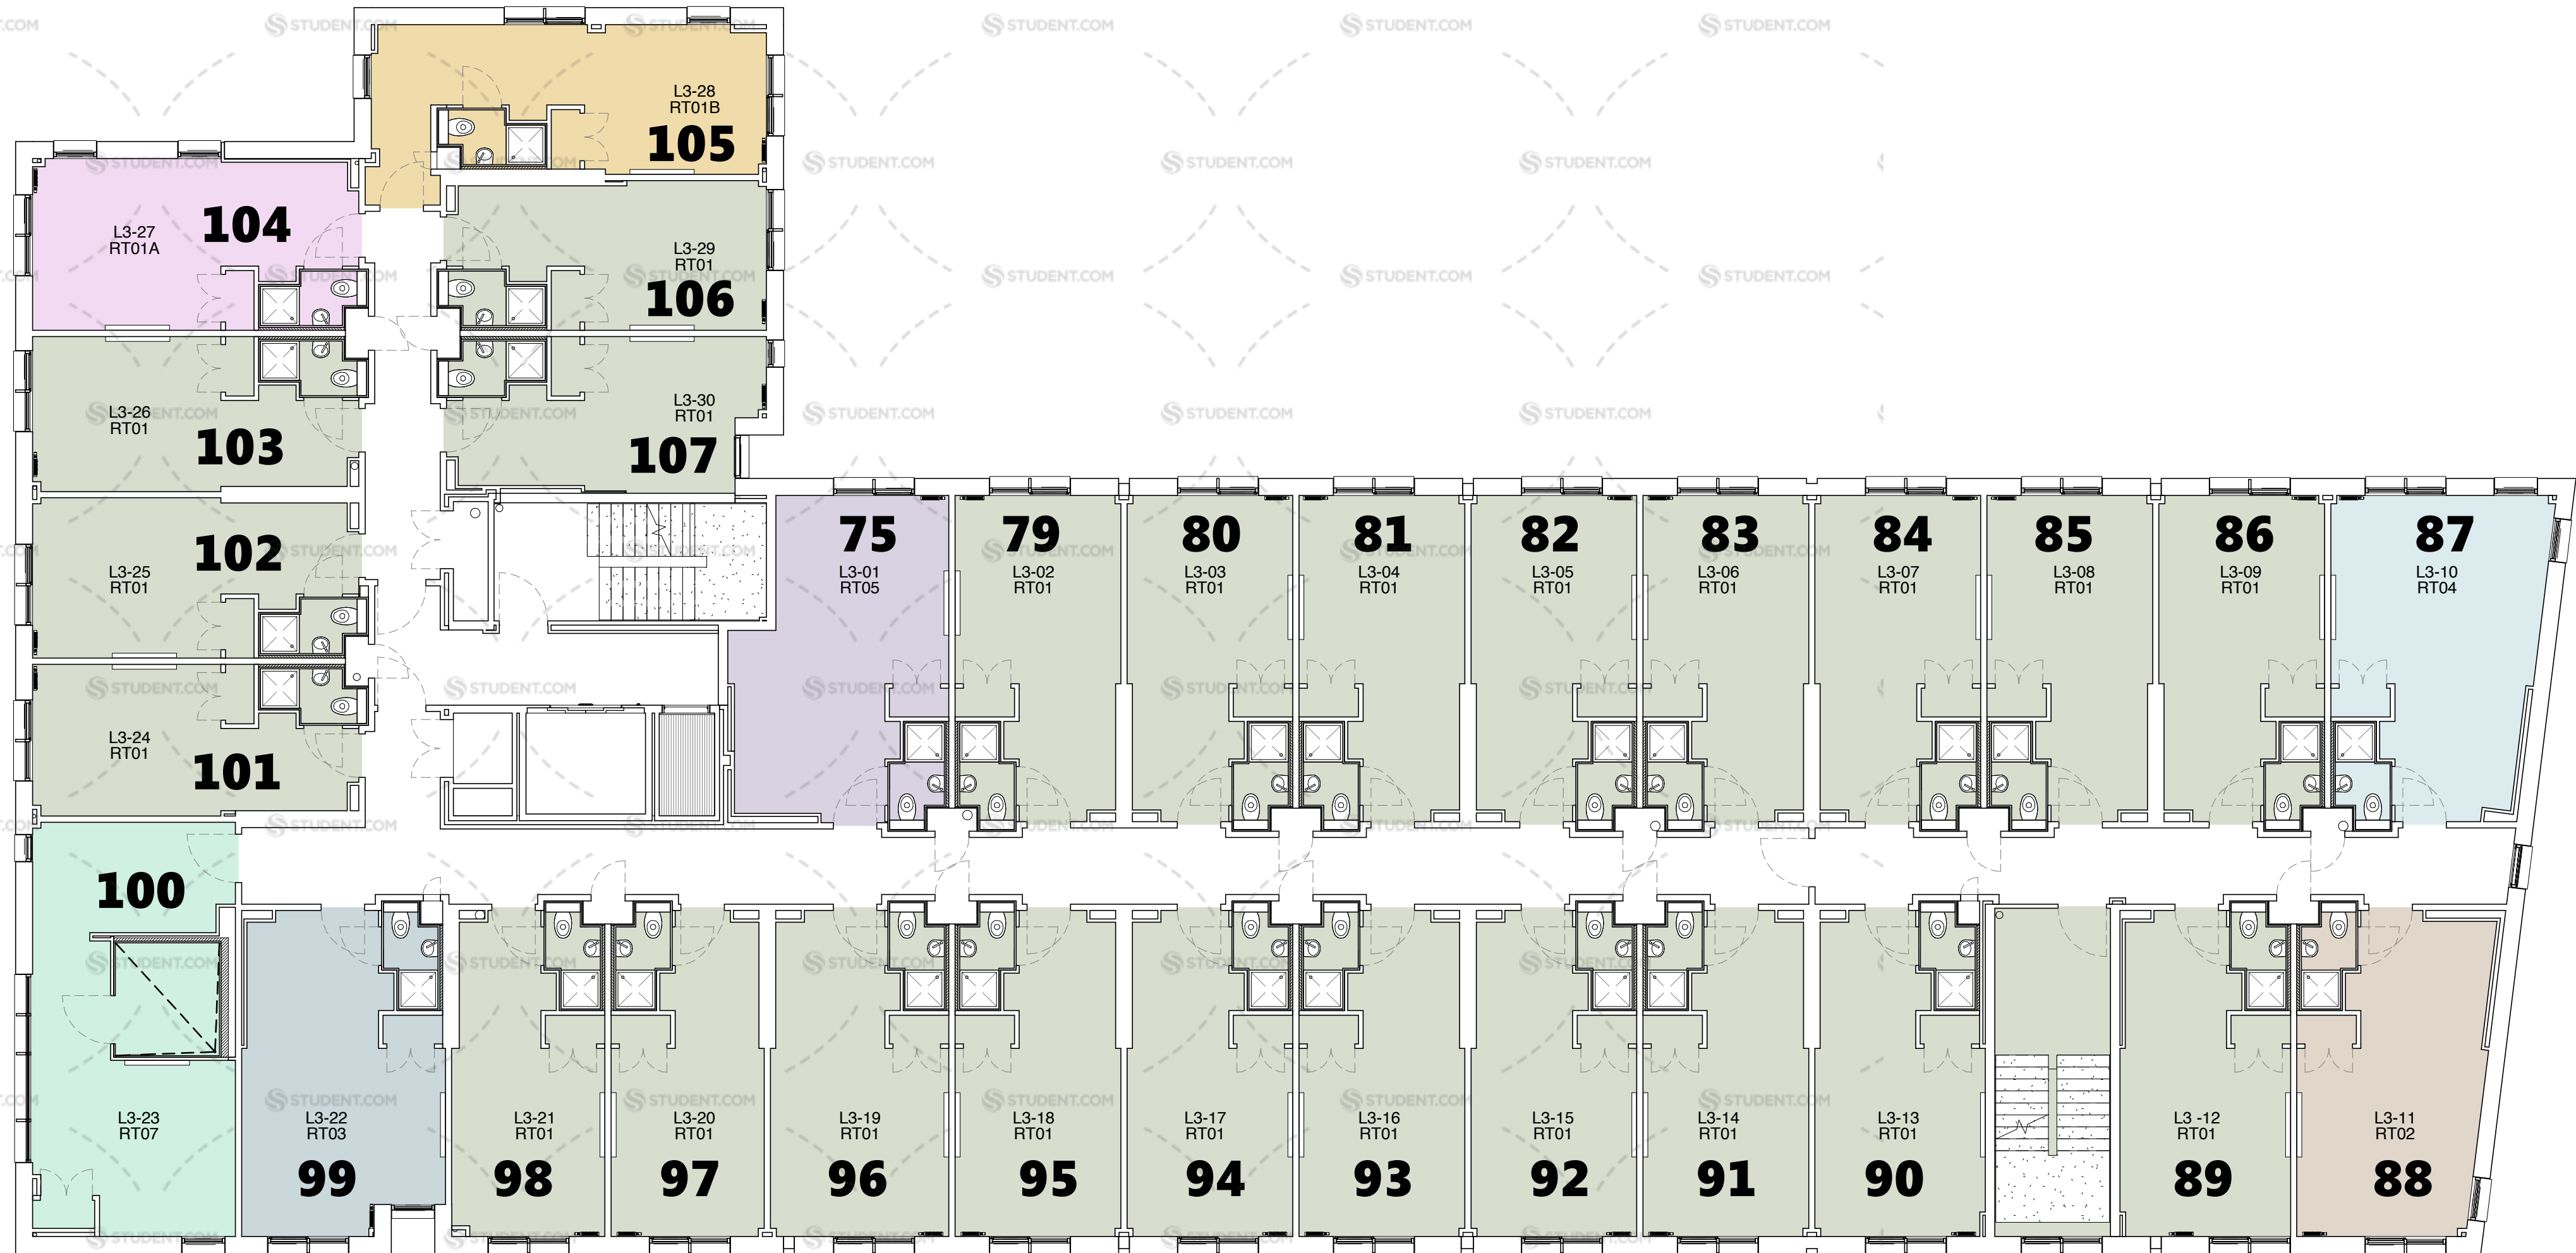 L3-28
RT01B
105
L3-27
RT01A
104
L3-29
RT01
106
L3-26
RT01
103
L3-30
RT01
107
L3-25
RT01
102
L3-24
RT01
101
75
L3-01
RT05
79
L3-02
RT01
80
L3-03
RT01
81
L3-04
RT01
82
L3-05
RT01
83
L3-06
RT01
84
L3-07
RT01
85
L3-08
RT01
86
L3-09
RT01
87
L3-10
RT04
100
L3-23
RT07
L3-22
RT03
99
L3-21
RT01
98
L3-20
RT01
97
L3-19
RT01
96
L3-18
RT01
95
L3-17
RT01
94
L3-16
RT01
93
L3-15
RT01
92
L3-14
RT01
91
L3-13
RT01
90
L3 -12
RT01
89
L3-11
RT02
88
STUDENT.COM